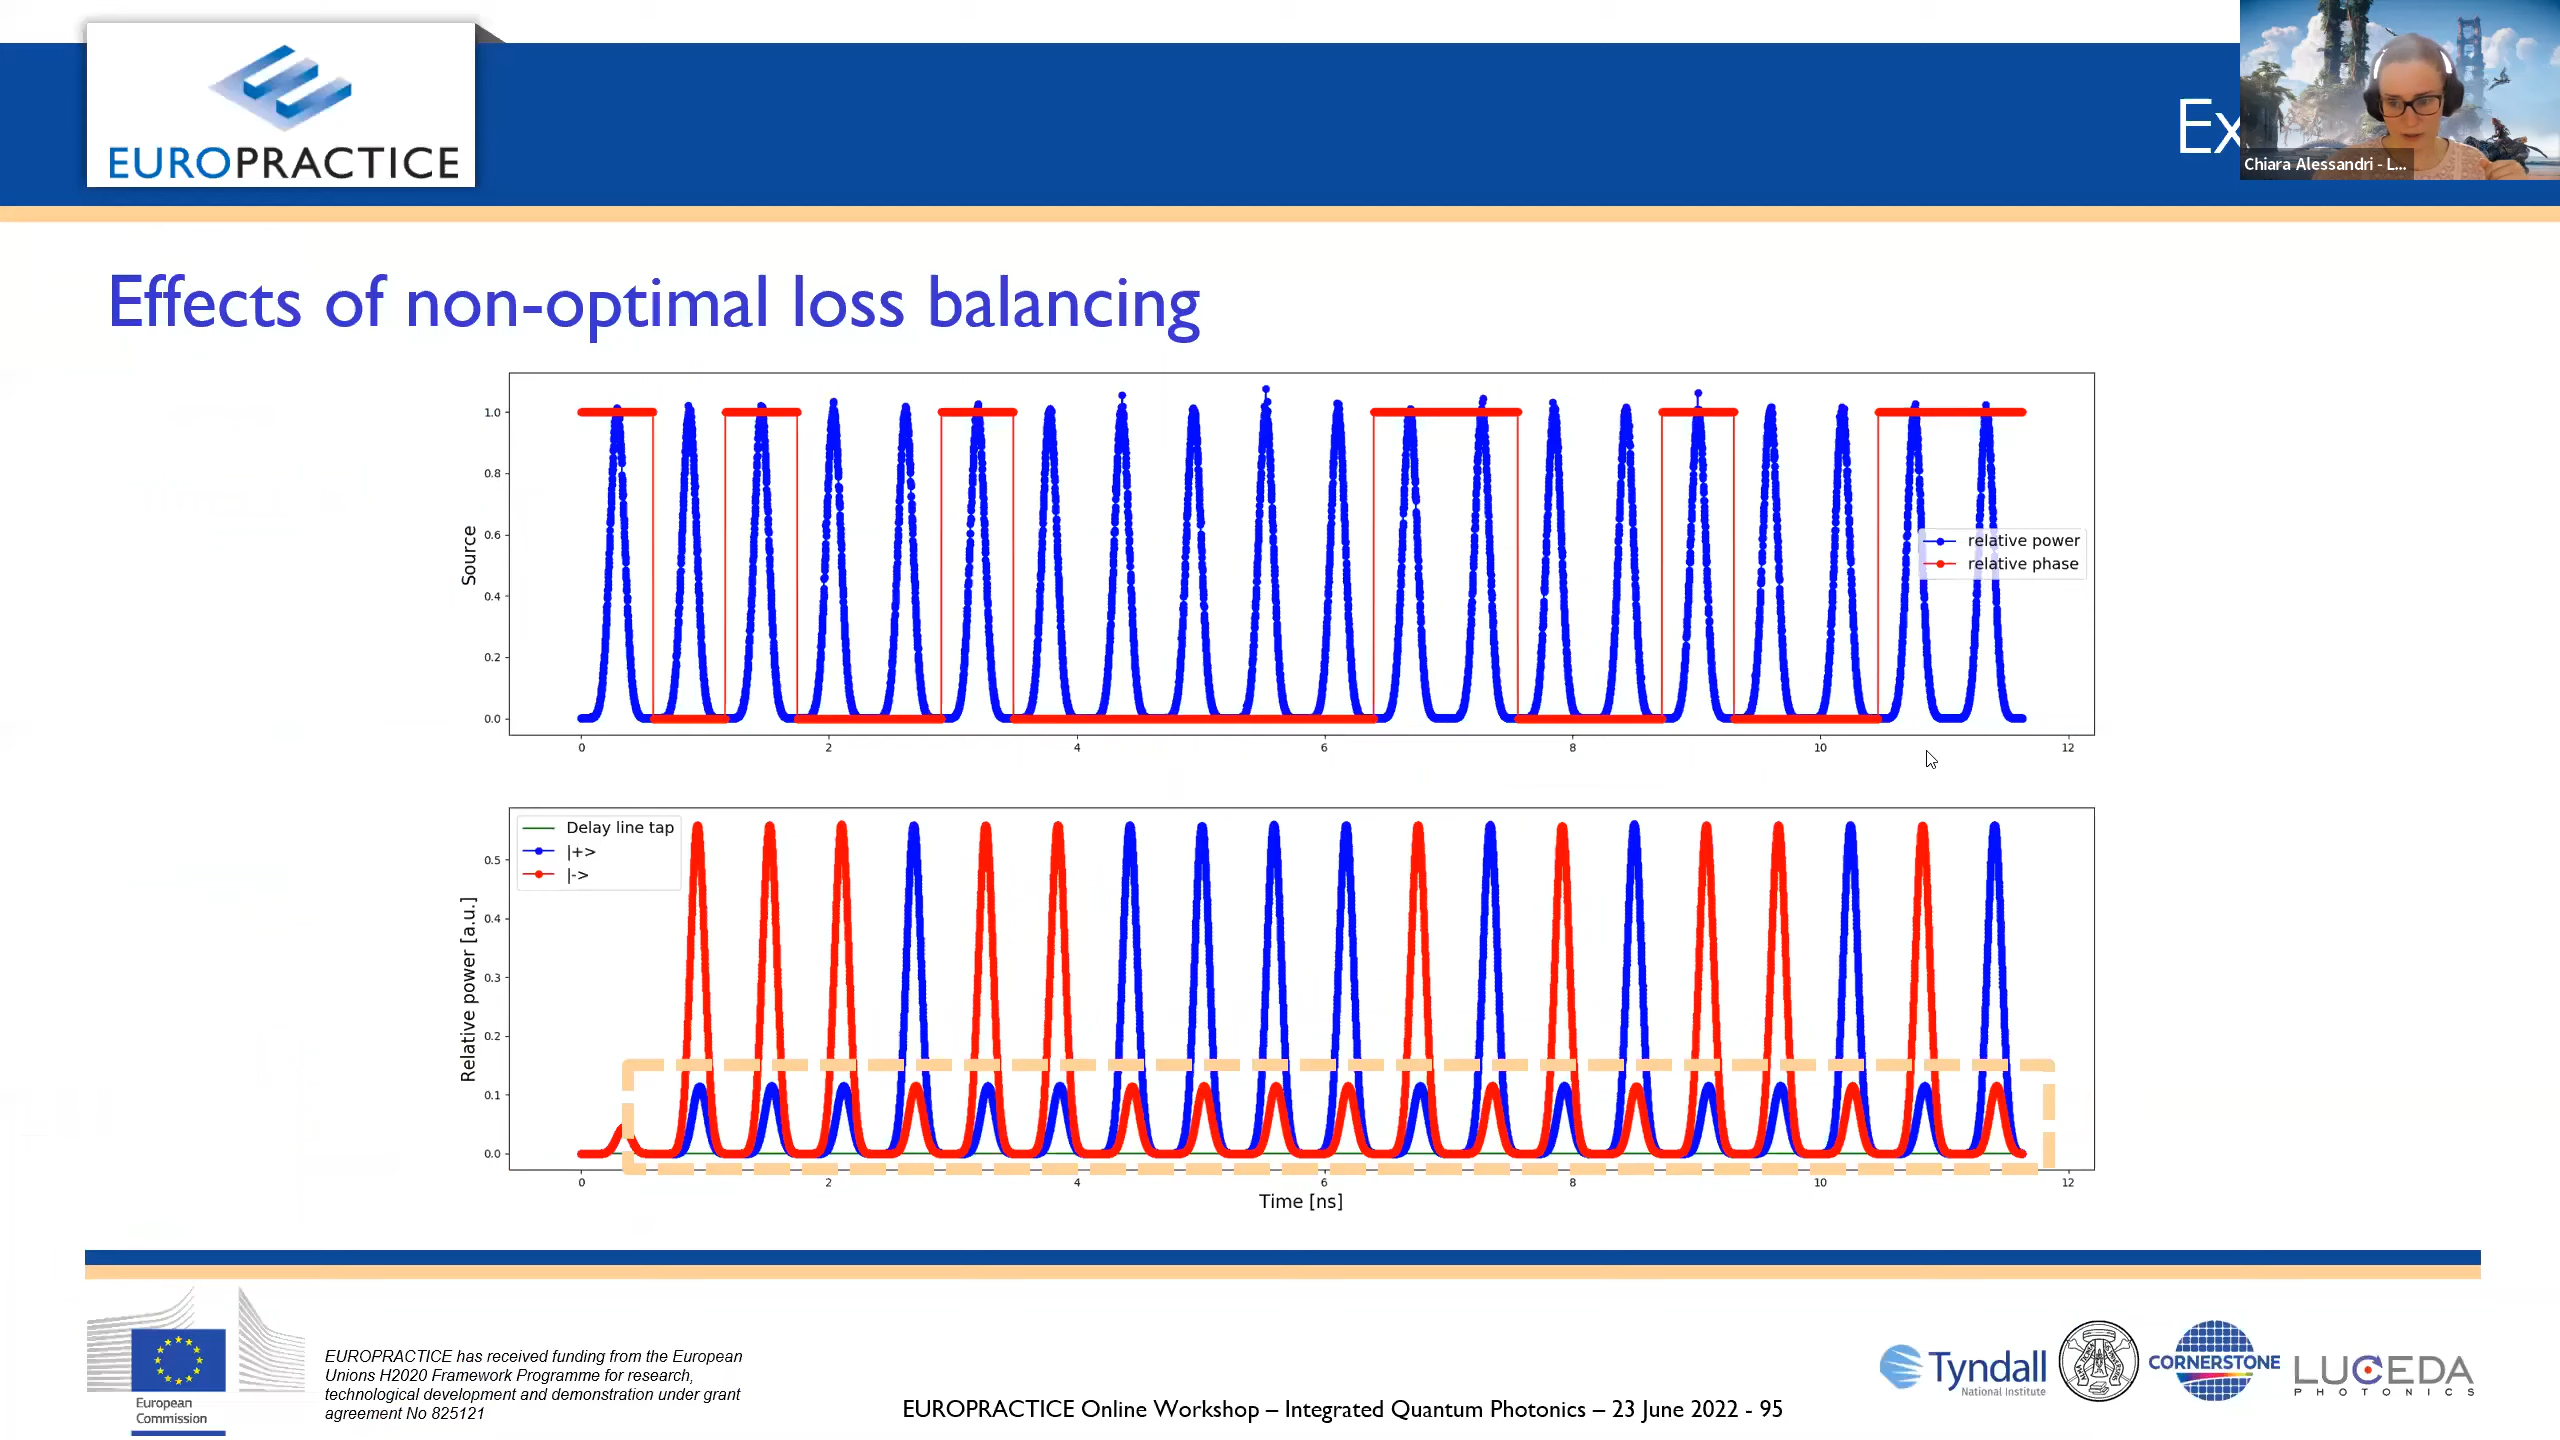 EUROPRACTICE
Ex
Chiara Alessandri - L...
Effects of non-optimal loss balancing
Source
1.0
0.8
0.6
0.4
0.2
0.0
relative power
relative phase
0 2 4 6 8 10 12
Relative power [a.u.]
0.5
0.4
0.3
0.2
0.1
0.0
Delay line tap
|+>
|->
0 2 4 6 8 10 12
Time [ns]
European
Commission
EUROPRACTICE has received funding from the European
Unions H2020 Framework Programme for research,
technological development and demonstration under grant
agreement No 825121
EUROPRACTICE Online Workshop – Integrated Quantum Photonics – 23 June 2022 - 95
Tyndall
National Institute
CORNERSTONE
LUCEDA
PHOTONICS